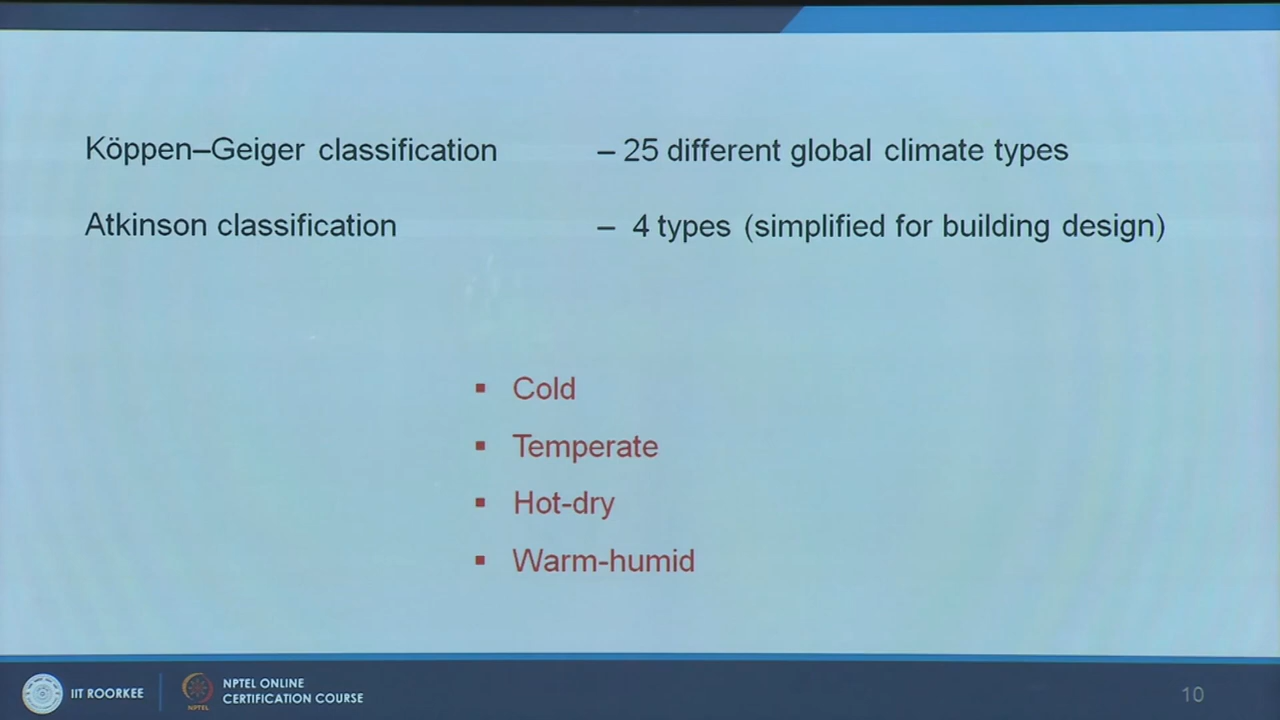 Köppen–Geiger classification – 25 different global climate types
Atkinson classification – 4 types (simplified for building design)
▪ Cold
▪ Temperate
▪ Hot-dry
▪ Warm-humid
IIT ROORKEE
NPTEL
NPTEL ONLINE
CERTIFICATION COURSE
10